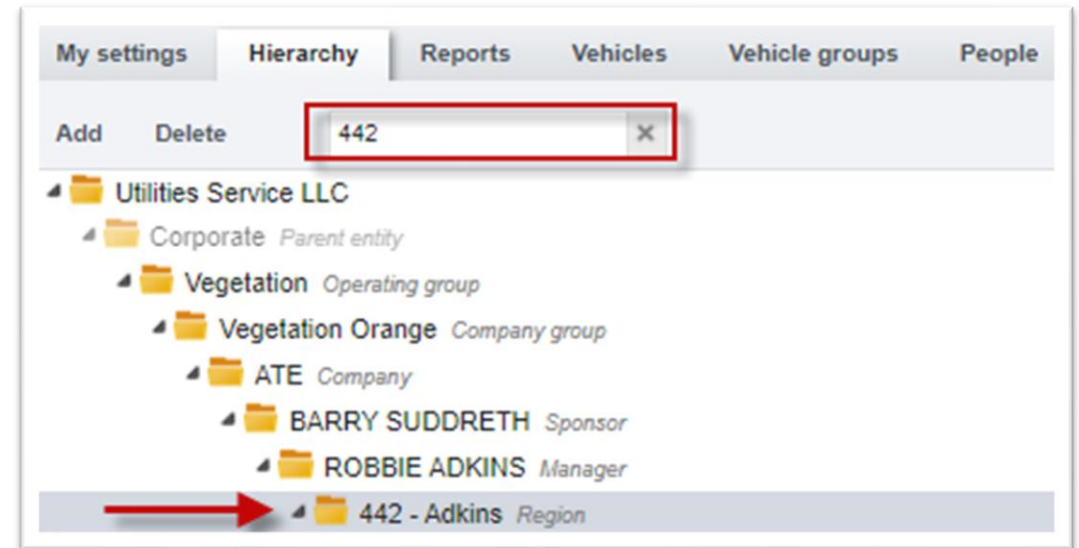 My settings Hierarchy Reports Vehicles Vehicle groups People
Add Delete 442 ×
Utilities Service LLC
Corporate Parent entity
Vegetation Operating group
Vegetation Orange Company group
ATE Company
BARRY SUDDRETH Sponsor
ROBBIE ADKINS Manager
442 - Adkins Region